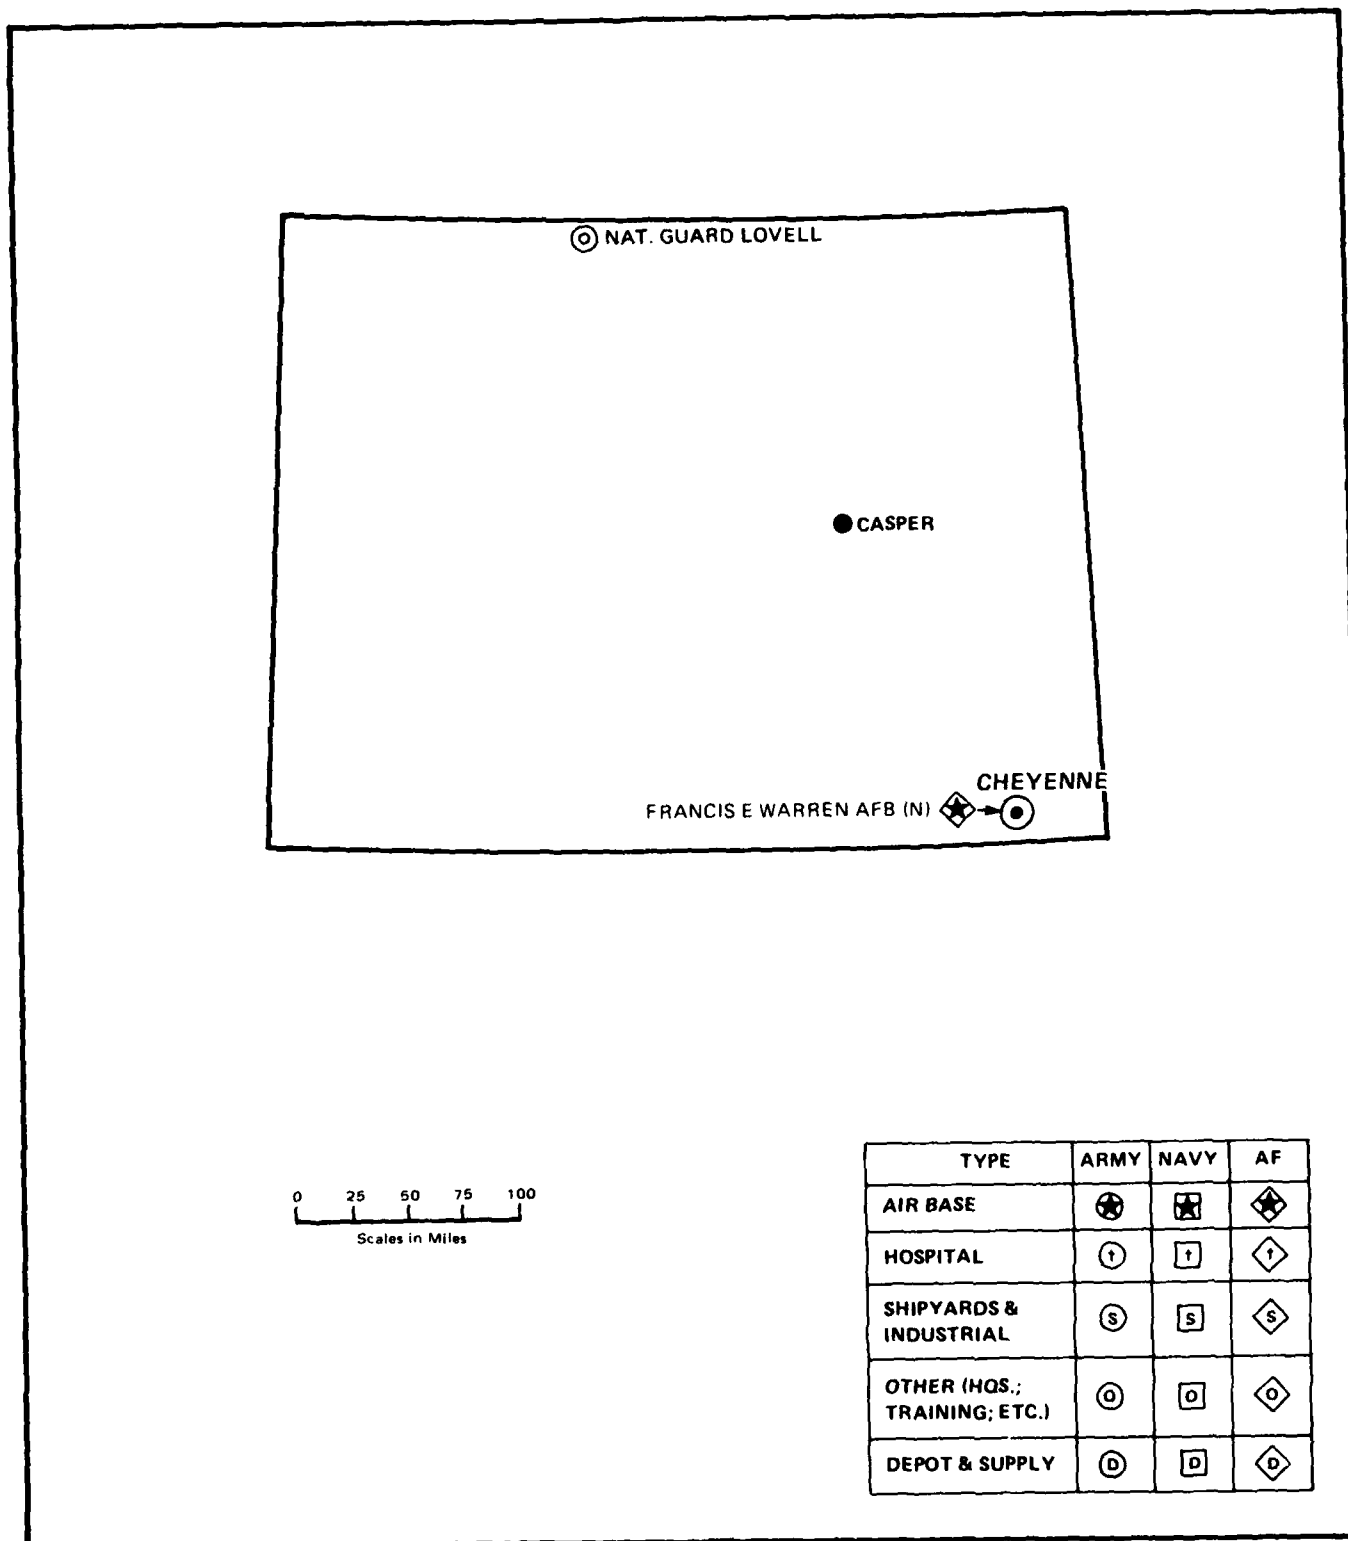 NAT. GUARD LOVELL
CASPER
CHEYENNE
FRANCIS E WARREN AFB (N)
0 25 50 75 100
Scales in Miles
TYPE ARMY NAVY AF
AIR BASE
HOSPITAL † † †
SHIPYARDS &
INDUSTRIAL S S S
OTHER (HQS.;
TRAINING; ETC.) O O O
DEPOT & SUPPLY D D D